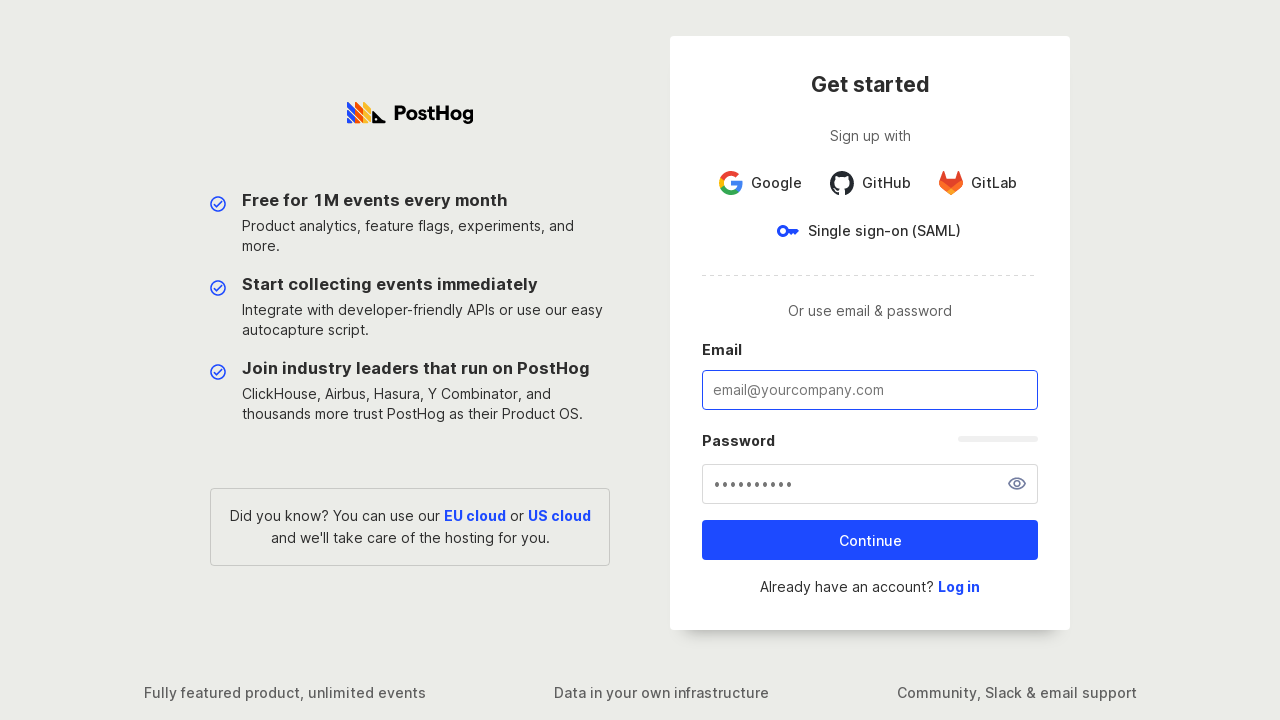 PostHog
Free for 1M events every month
Product analytics, feature flags, experiments, and
more.
Start collecting events immediately
Integrate with developer-friendly APIs or use our easy
autocapture script.
Join industry leaders that run on PostHog
ClickHouse, Airbus, Hasura, Y Combinator, and
thousands more trust PostHog as their Product OS.
Did you know? You can use our EU cloud or US cloud
and we'll take care of the hosting for you.
Get started
Sign up with
Google GitHub GitLab
Single sign-on (SAML)
Or use email & password
Email
email@yourcompany.com
Password
••••••••••
Continue
Already have an account? Log in
Fully featured product, unlimited events
Data in your own infrastructure
Community, Slack & email support